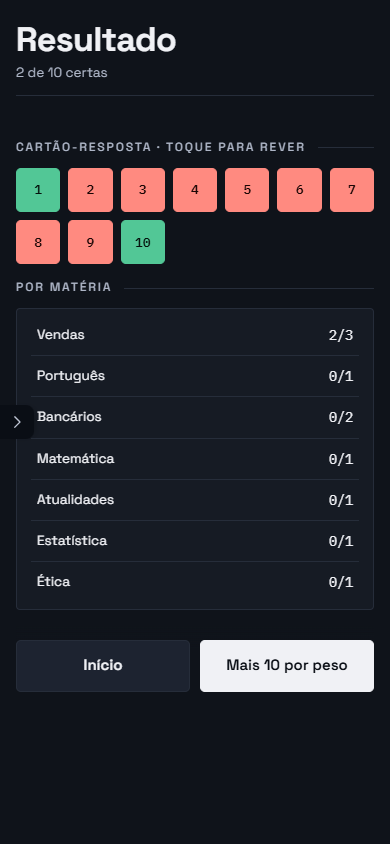 Resultado
2 de 10 certas
CARTÃO-RESPOSTA · TOQUE PARA REVER
1 2 3 4 5 6 7
8 9 10
POR MATÉRIA
Vendas 2/3
Português 0/1
Bancários 0/2
Matemática 0/1
Atualidades 0/1
Estatística 0/1
Ética 0/1
Início Mais 10 por peso